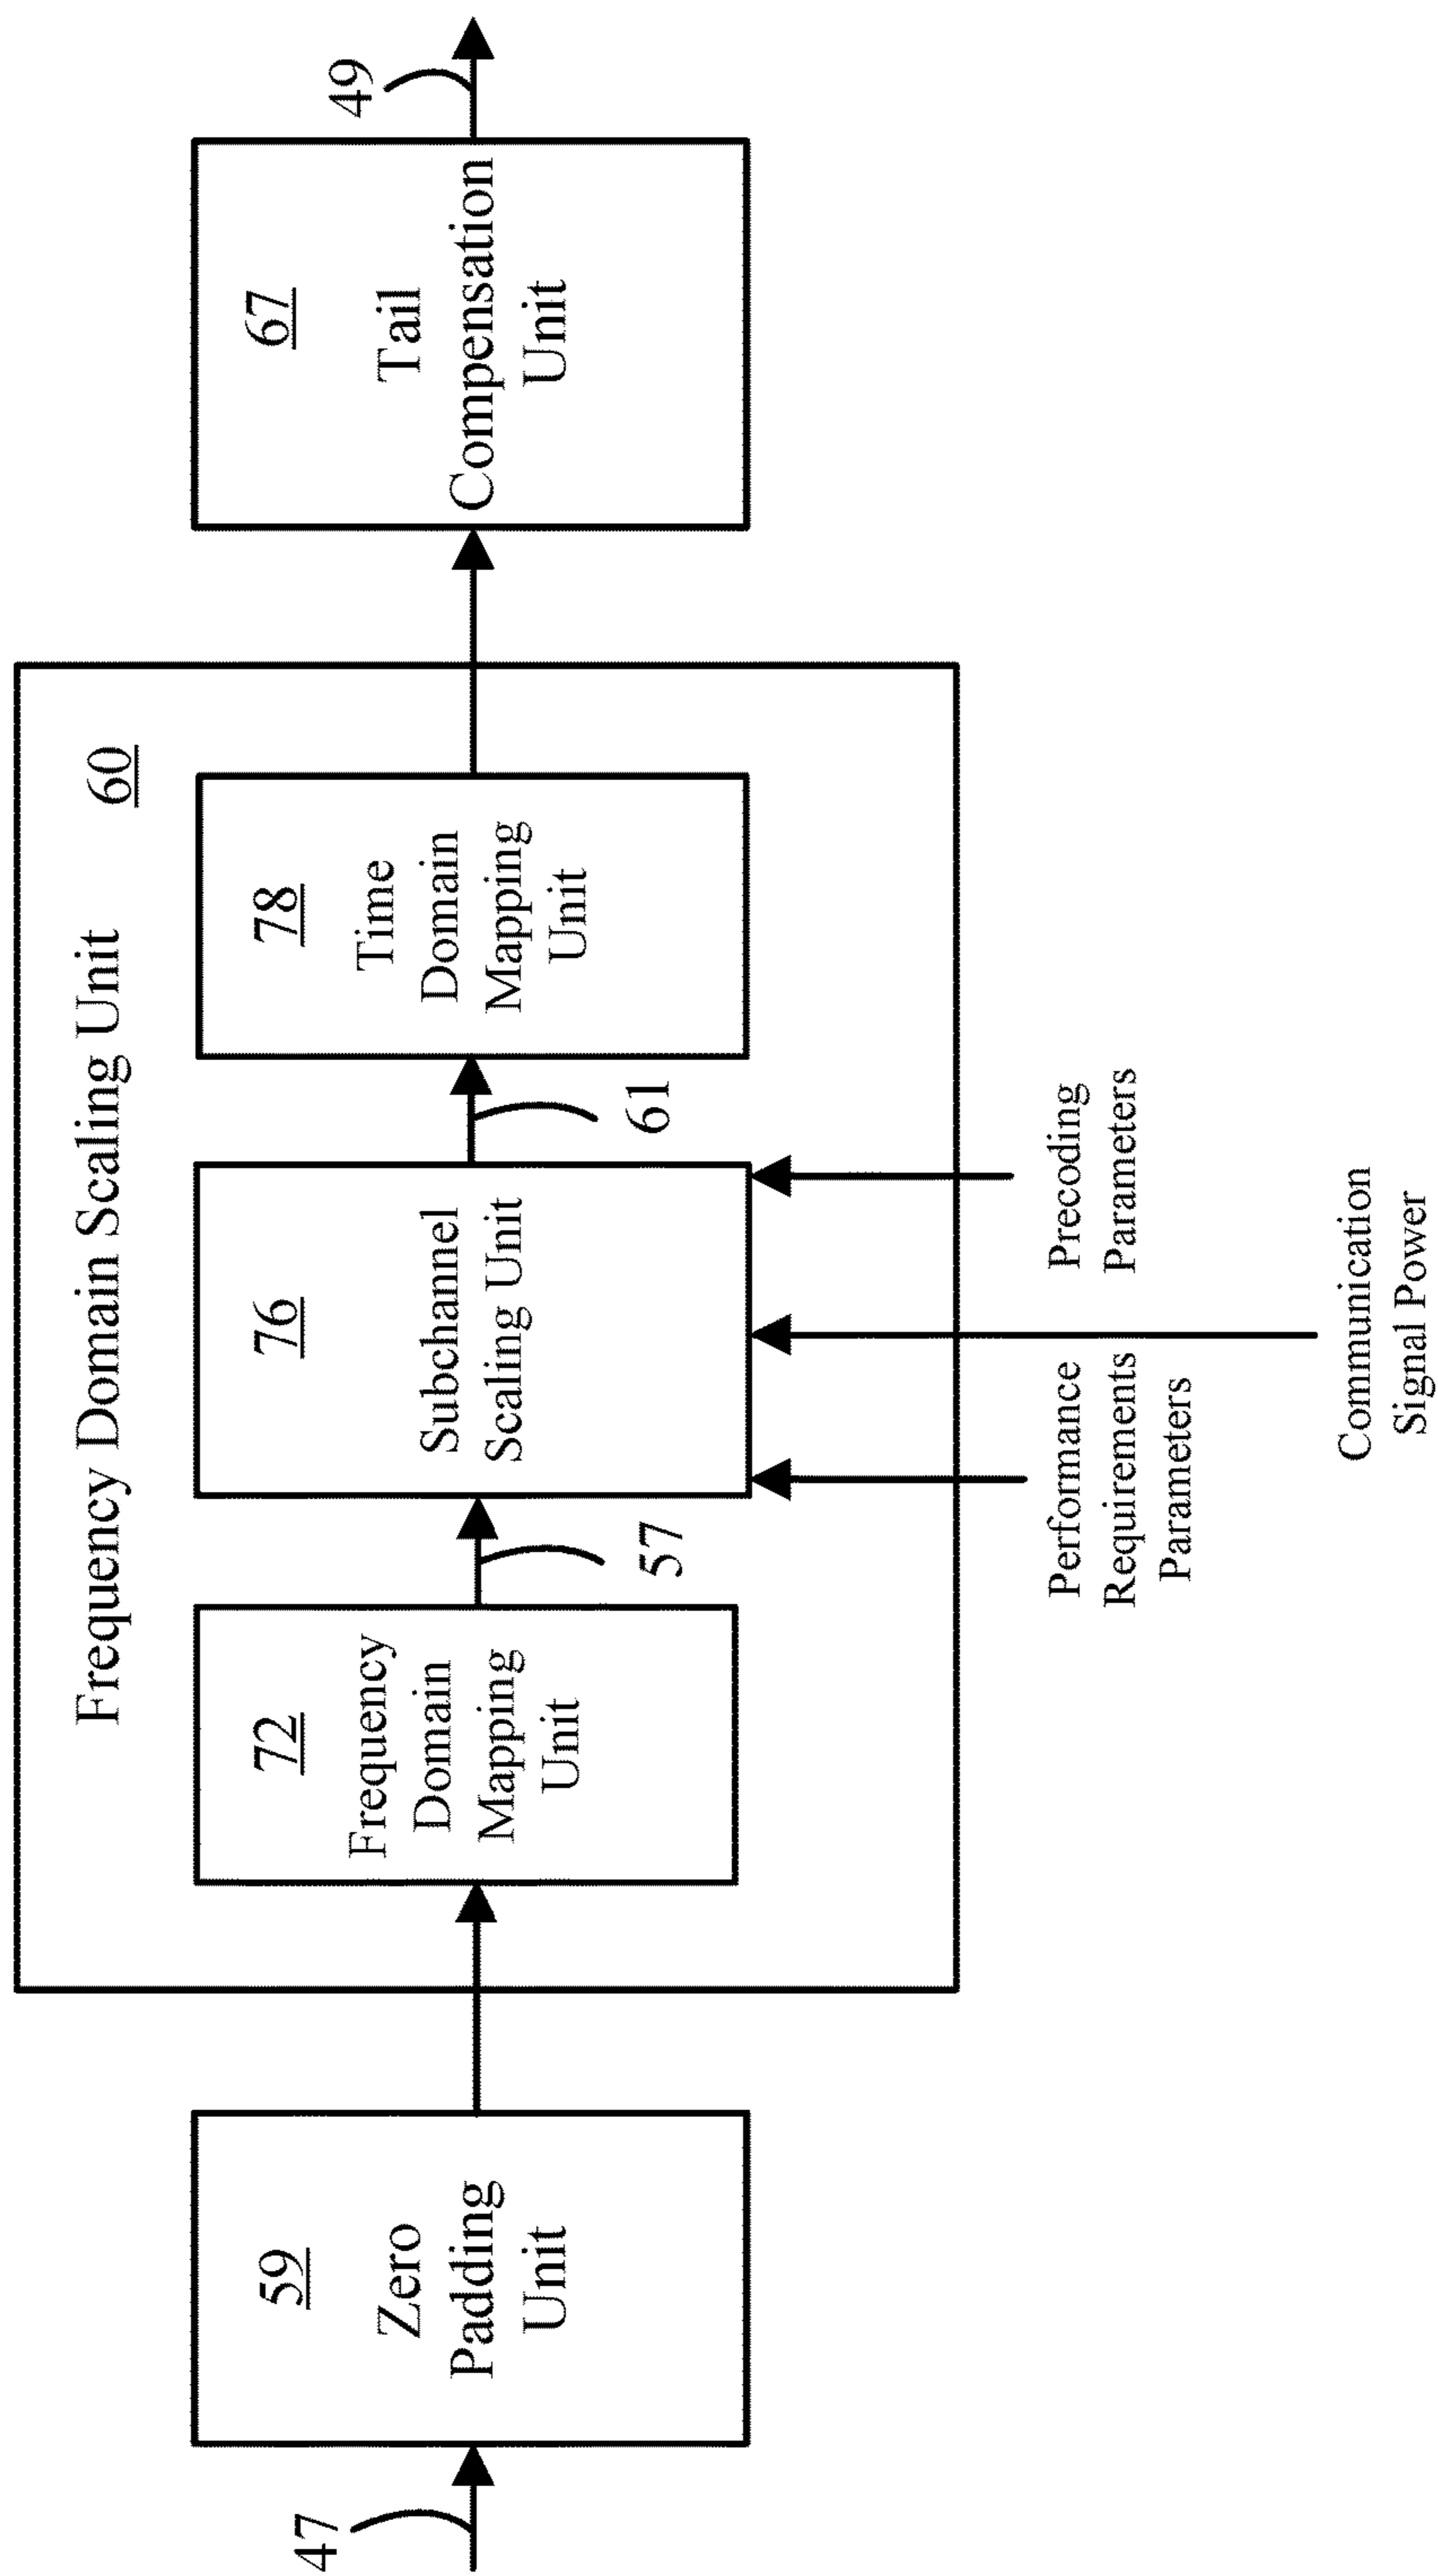 Frequency Domain Scaling Unit
60
47
59
Zero
Padding
Unit
72
Frequency
Domain
Mapping
Unit
57
76
Subchannel
Scaling Unit
61
78
Time
Domain
Mapping
Unit
67
Tail
Compensation
Unit
49
Performance
Requirements
Parameters
Communication
Signal Power
Precoding
Parameters